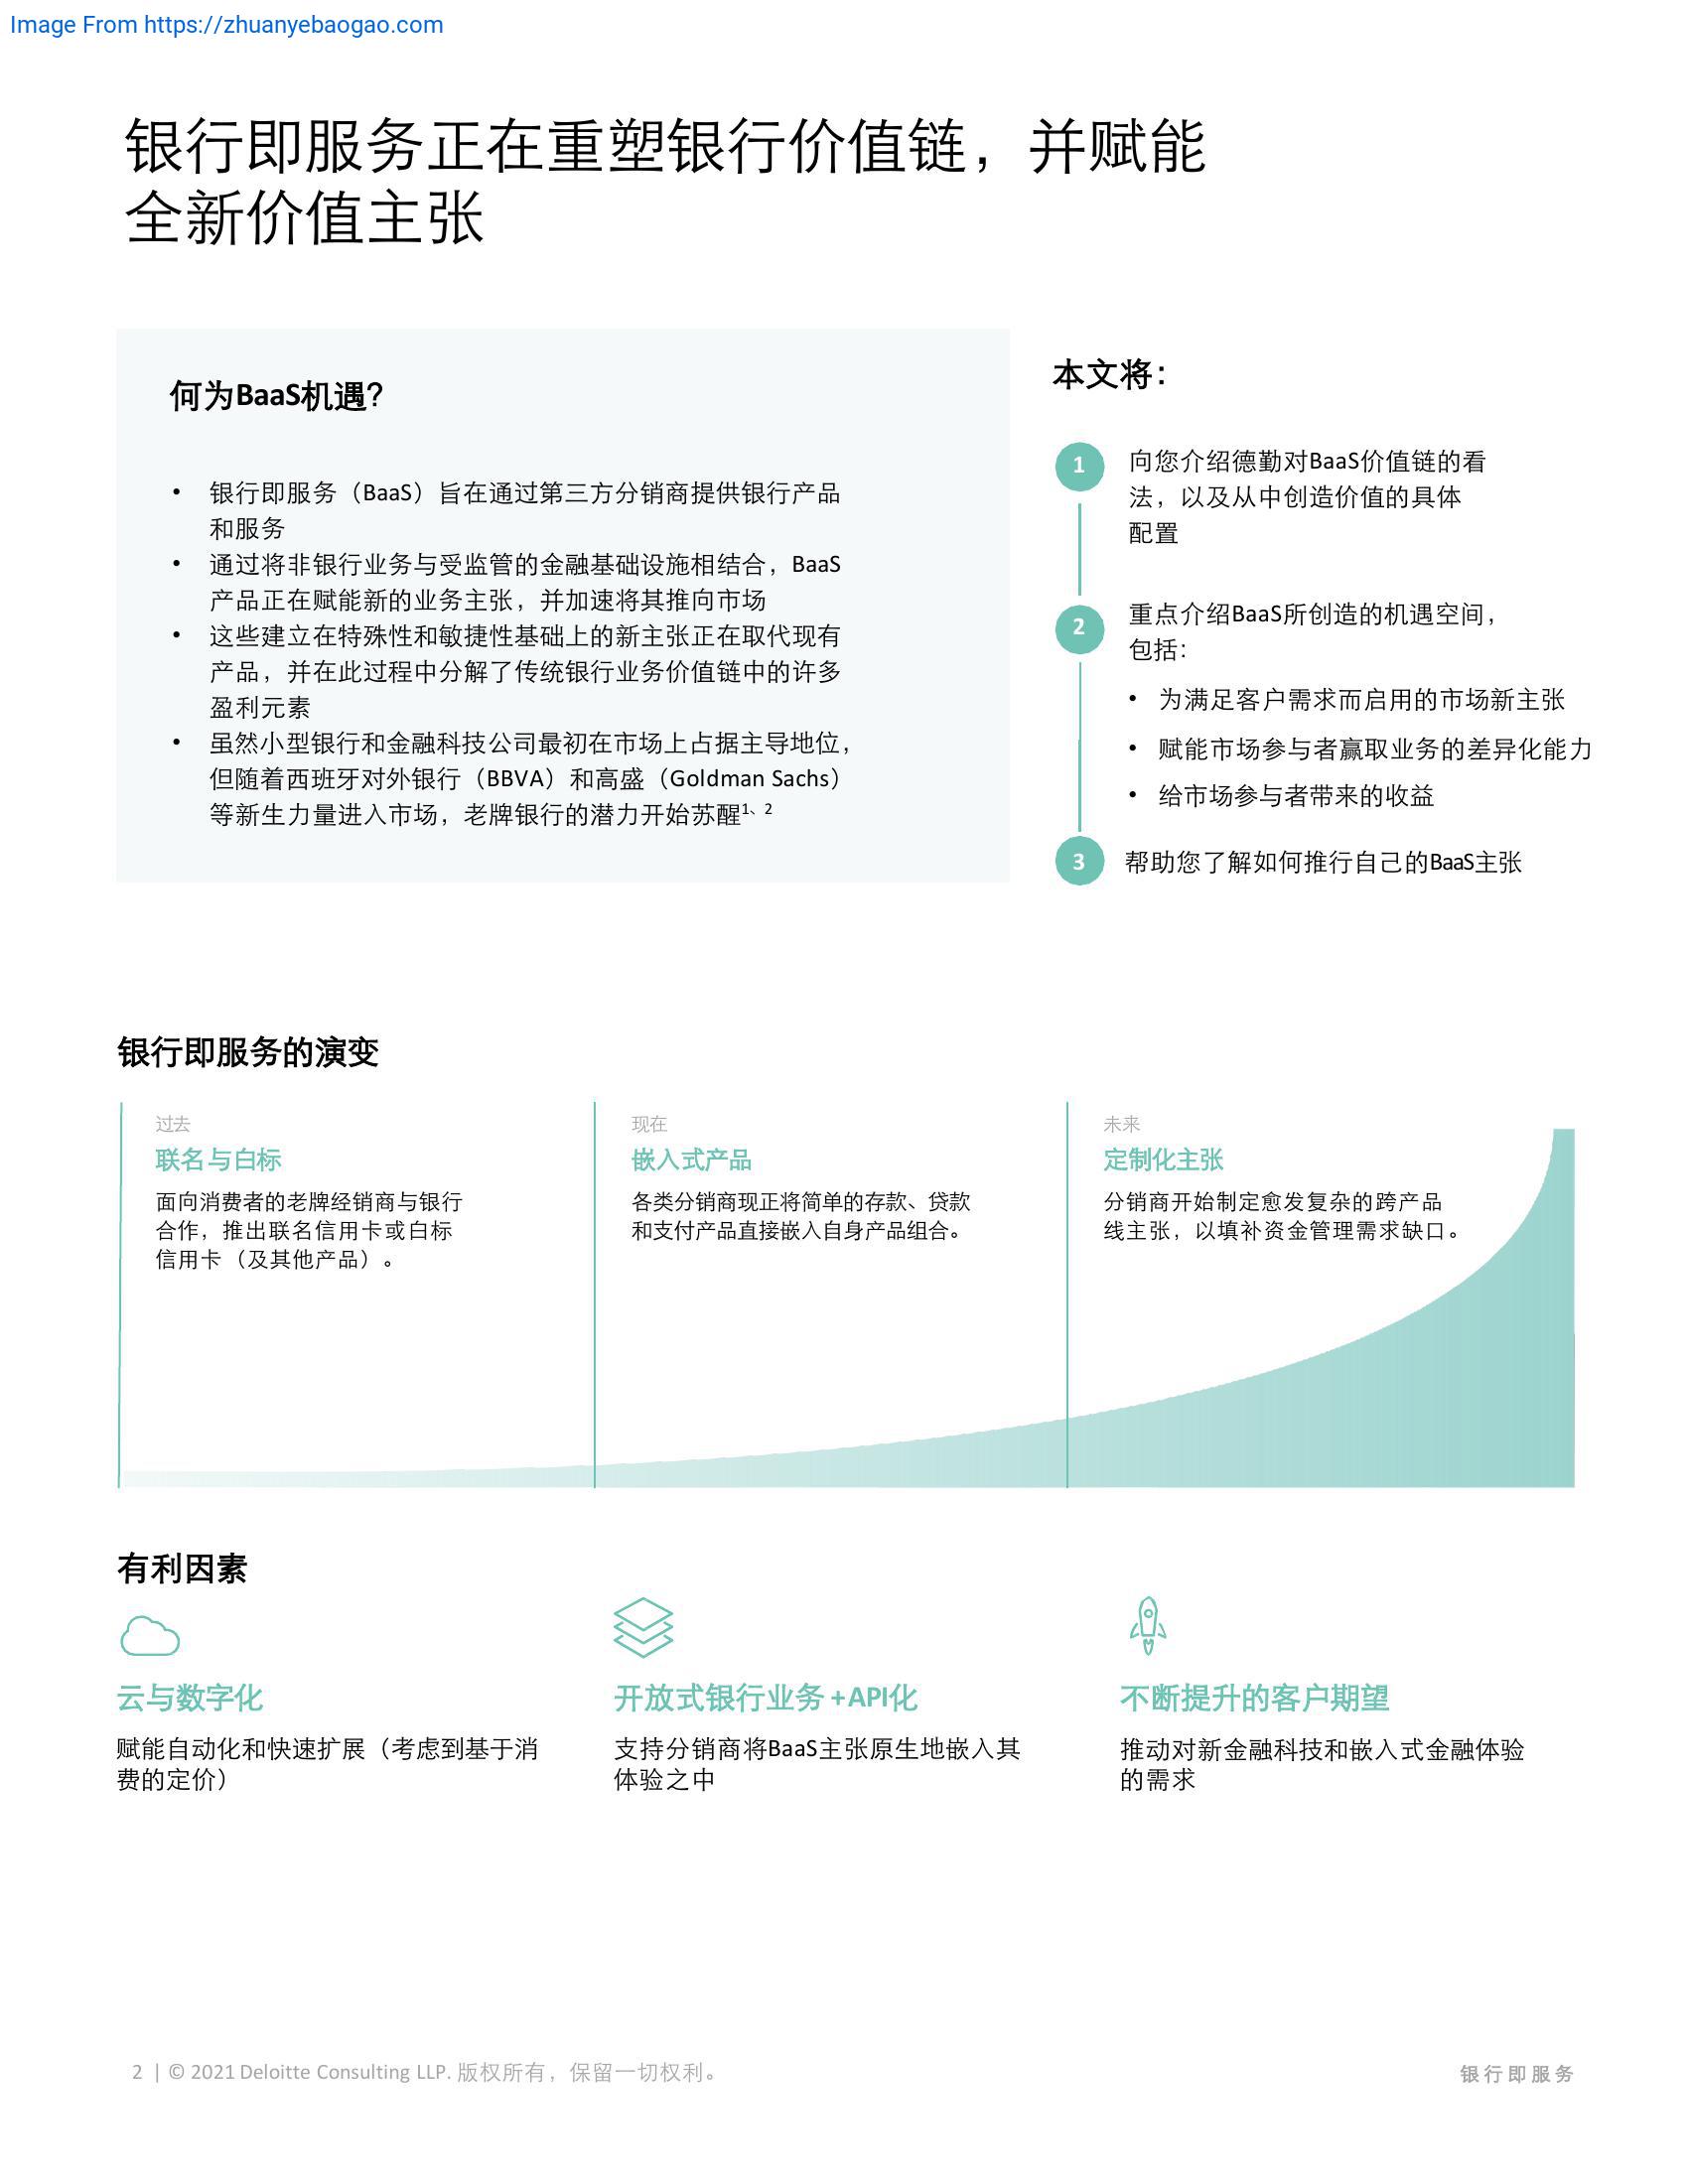 Image From https://zhuanyebaogao.com
银行即服务正在重塑银行价值链，并赋能
全新价值主张
何为BaaS机遇？
• 银行即服务（BaaS）旨在通过第三方分销商提供银行产品
和服务
• 通过将非银行业务与受监管的金融基础设施相结合，BaaS
产品正在赋能新的业务主张，并加速将其推向市场
• 这些建立在特殊性和敏捷性基础上的新主张正在取代现有
产品，并在此过程中分解了传统银行业务价值链中的许多
盈利元素
• 虽然小型银行和金融科技公司最初在市场上占据主导地位，
但随着西班牙对外银行（BBVA）和高盛（Goldman Sachs）
等新生力量进入市场，老牌银行的潜力开始苏醒1、2
本文将：
1 向您介绍德勤对BaaS价值链的看
法，以及从中创造价值的具体
配置
2 重点介绍BaaS所创造的机遇空间，
包括：
• 为满足客户需求而启用的市场新主张
• 赋能市场参与者赢取业务的差异化能力
• 给市场参与者带来的收益
3 帮助您了解如何推行自己的BaaS主张
银行即服务的演变
过去
联名与白标
面向消费者的老牌经销商与银行
合作，推出联名信用卡或白标
信用卡（及其他产品）。
现在
嵌入式产品
各类分销商现正将简单的存款、贷款
和支付产品直接嵌入自身产品组合。
未来
定制化主张
分销商开始制定愈发复杂的跨产品
线主张，以填补资金管理需求缺口。
有利因素
云与数字化
赋能自动化和快速扩展（考虑到基于消
费的定价）
开放式银行业务 +API化
支持分销商将BaaS主张原生地嵌入其
体验之中
不断提升的客户期望
推动对新金融科技和嵌入式金融体验
的需求
2 | © 2021 Deloitte Consulting LLP. 版权所有，保留一切权利。
银行即服务